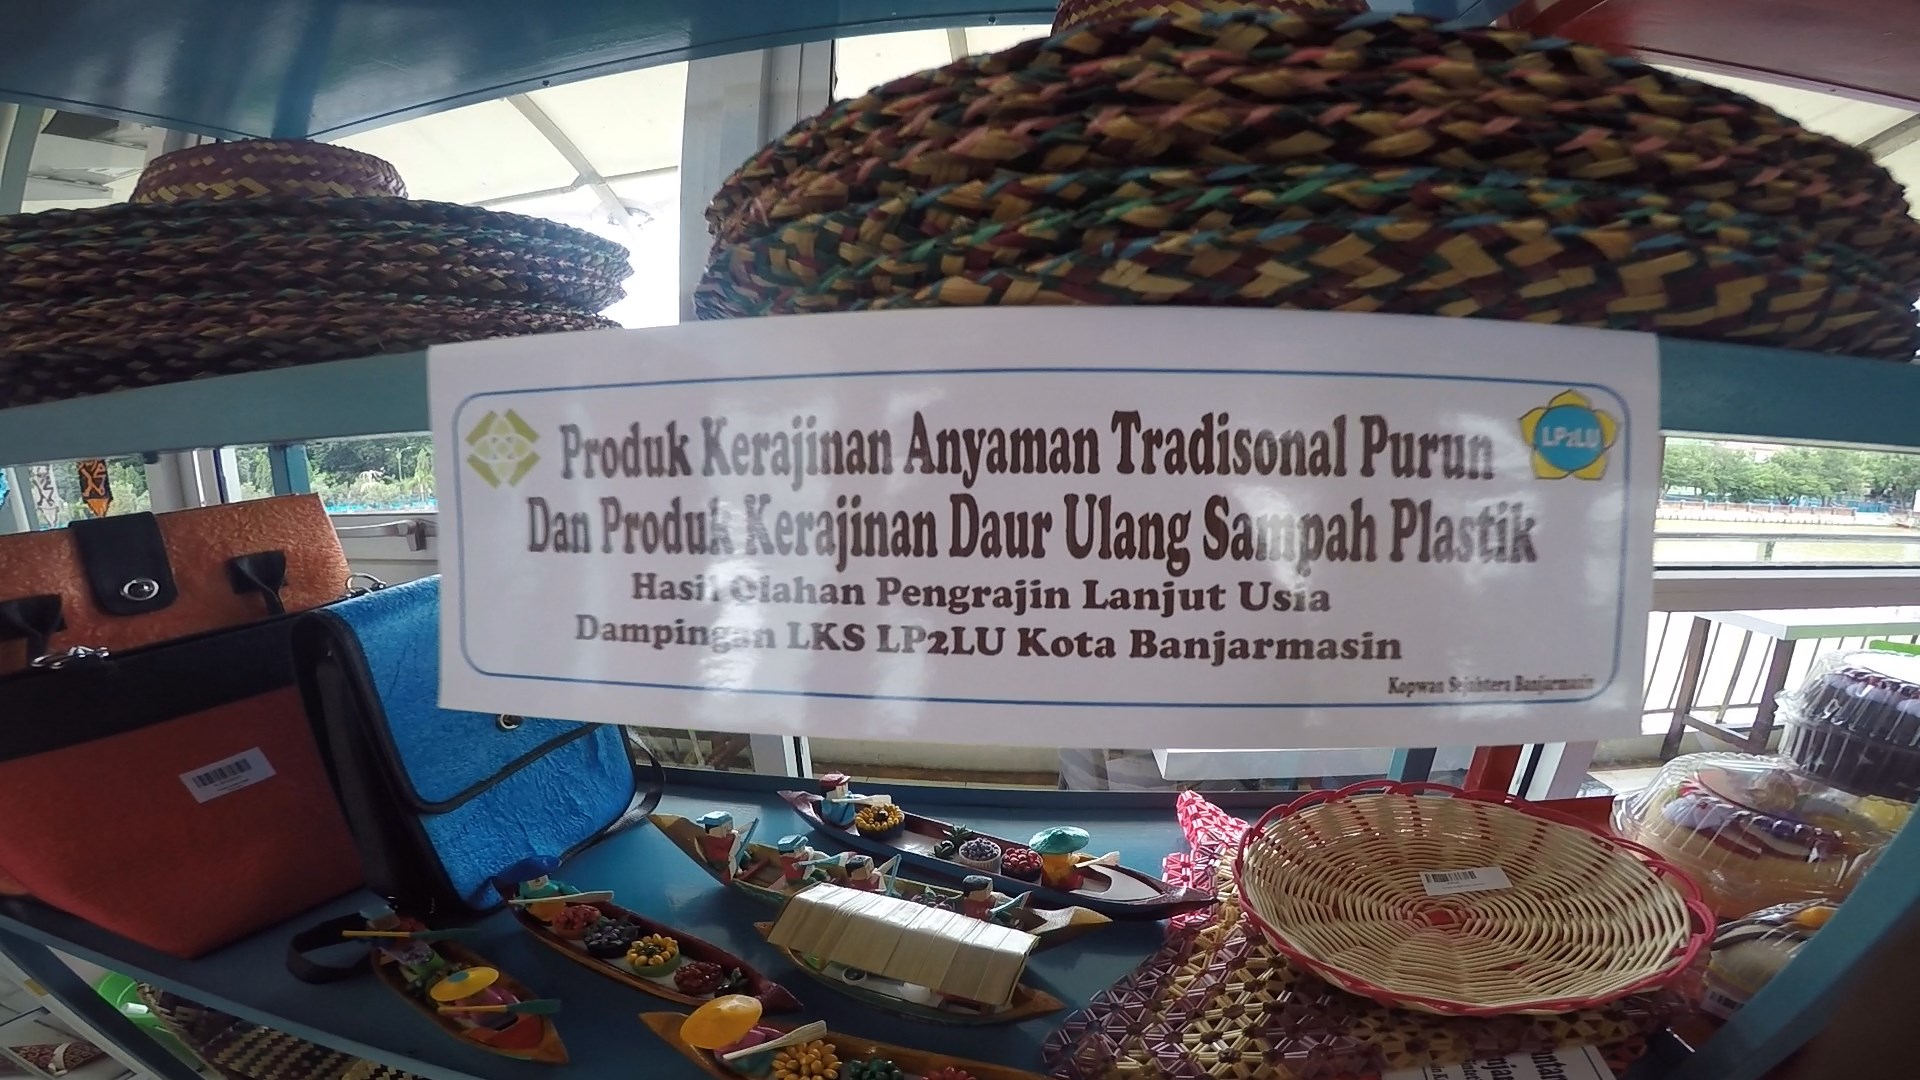 Produk Kerajinan Anyaman Tradisonal Purun
LP2LU
Dan Produk Kerajinan Daur Ulang Sampah Plastik
Hasil Olahan Pengrajin Lanjut Usia
Dampingan LKS LP2LU Kota Banjarmasin
Kopwan Sejahtera Banjarmasin